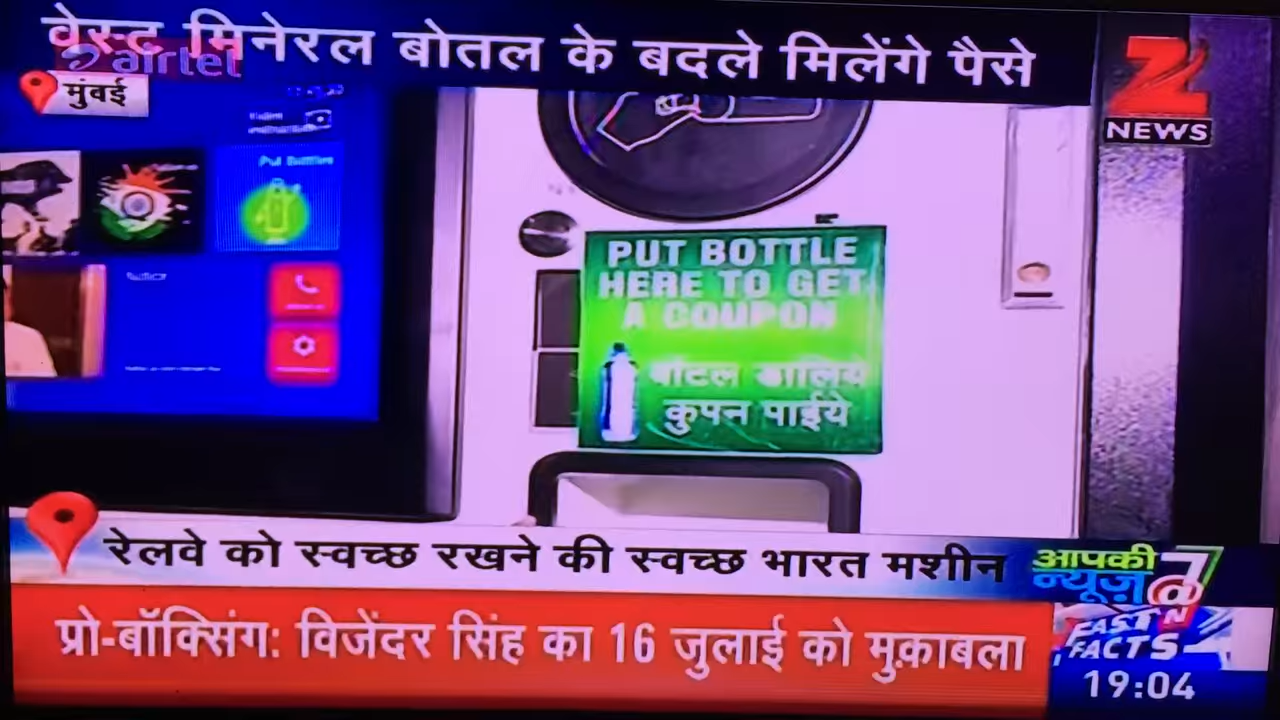 वेस्ट मिनेरल बोतल के बदले मिलेंगे पैसे
airtel
मुंबई
Z
NEWS
Put Bottles
PUT BOTTLE
HERE TO GET
A COUPON
बोटल डालिये
कुपन पाईये
रेलवे को स्वच्छ रखने की स्वच्छ भारत मशीन
आपकी
न्यूज़@7
प्रो-बॉक्सिंग: विजेंदर सिंह का 16 जुलाई को मुक़ाबला
FAST N
FACTS
19:04